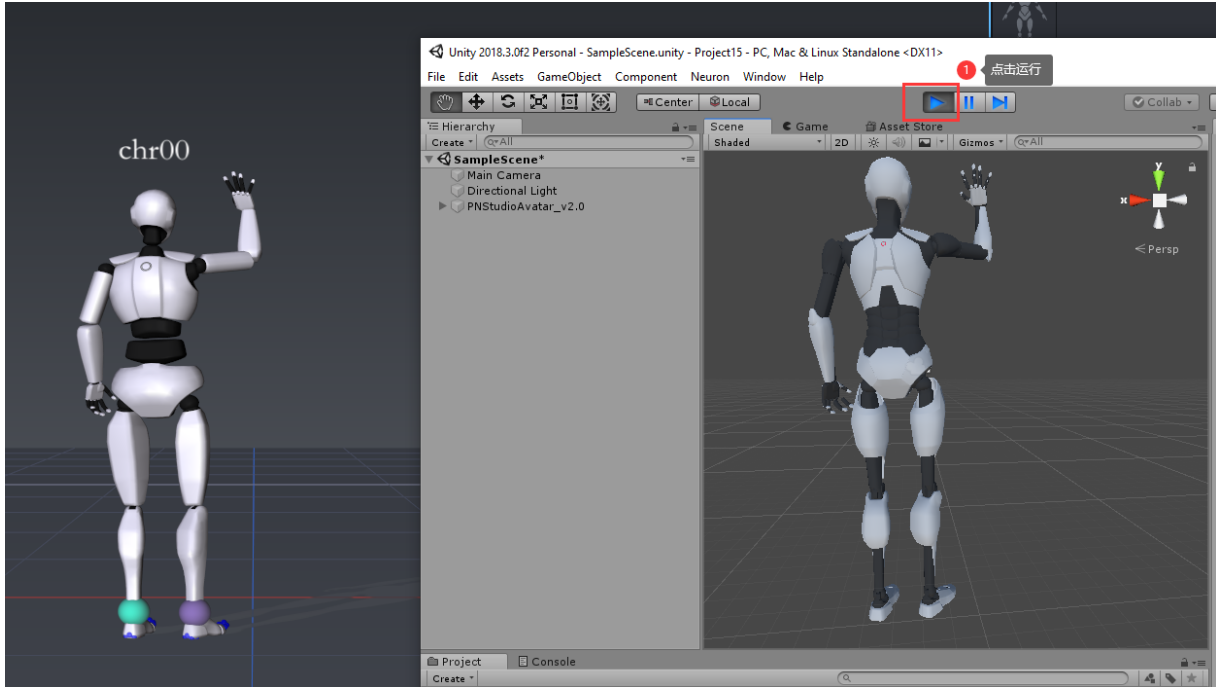 Unity 2018.3.0f2 Personal - SampleScene.unity - Project15 - PC, Mac & Linux Standalone <DX11>
File Edit Assets GameObject Component Neuron Window Help
1 点击运行
Center Local Collab
Hierarchy Scene Game Asset Store
Create All Shaded 2D Gizmos All
SampleScene*
Main Camera
Directional Light
PNStudioAvatar_v2.0
chr00
y
x
Persp
Project Console
Create